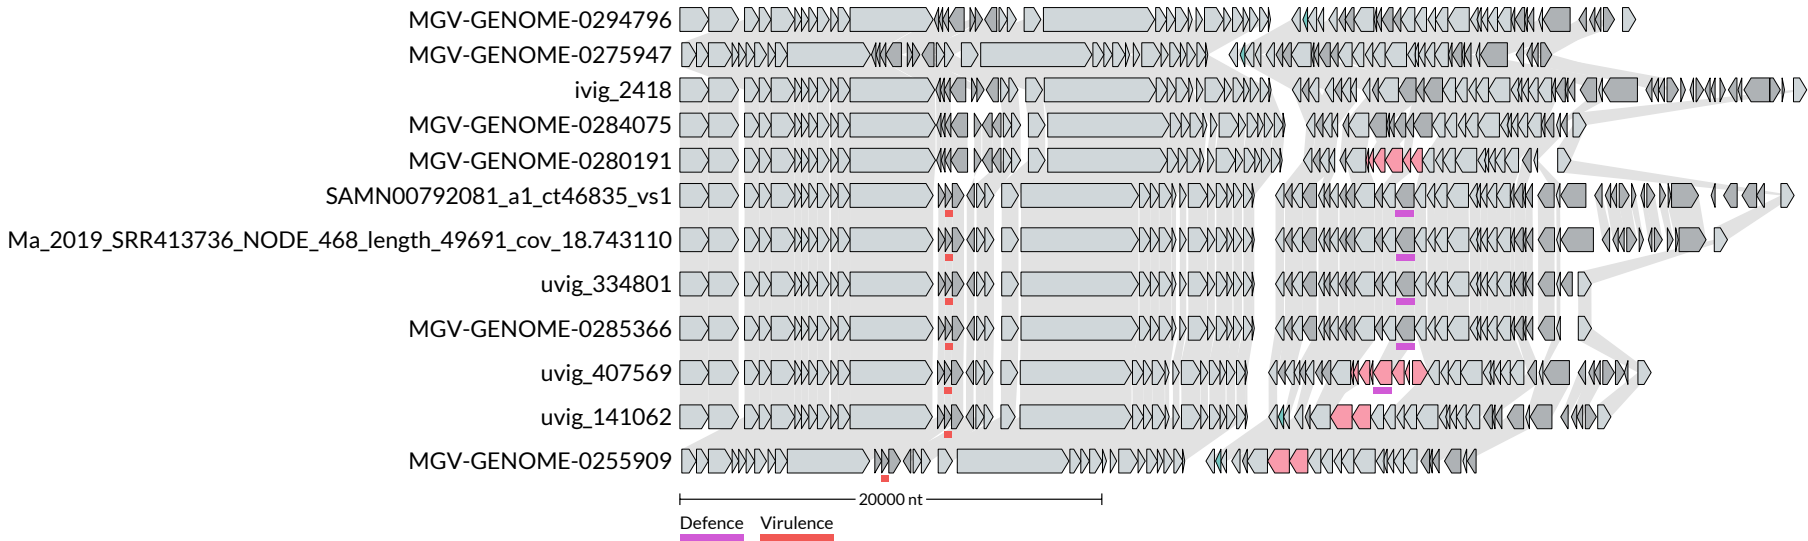 MGV-GENOME-0294796
MGV-GENOME-0275947
ivig_2418
MGV-GENOME-0284075
MGV-GENOME-0280191
SAMN00792081_a1_ct46835_vs1
Ma_2019_SRR413736_NODE_468_length_49691_cov_18.743110
uvig_334801
MGV-GENOME-0285366
uvig_407569
uvig_141062
MGV-GENOME-0255909
20000 nt
Defence Virulence